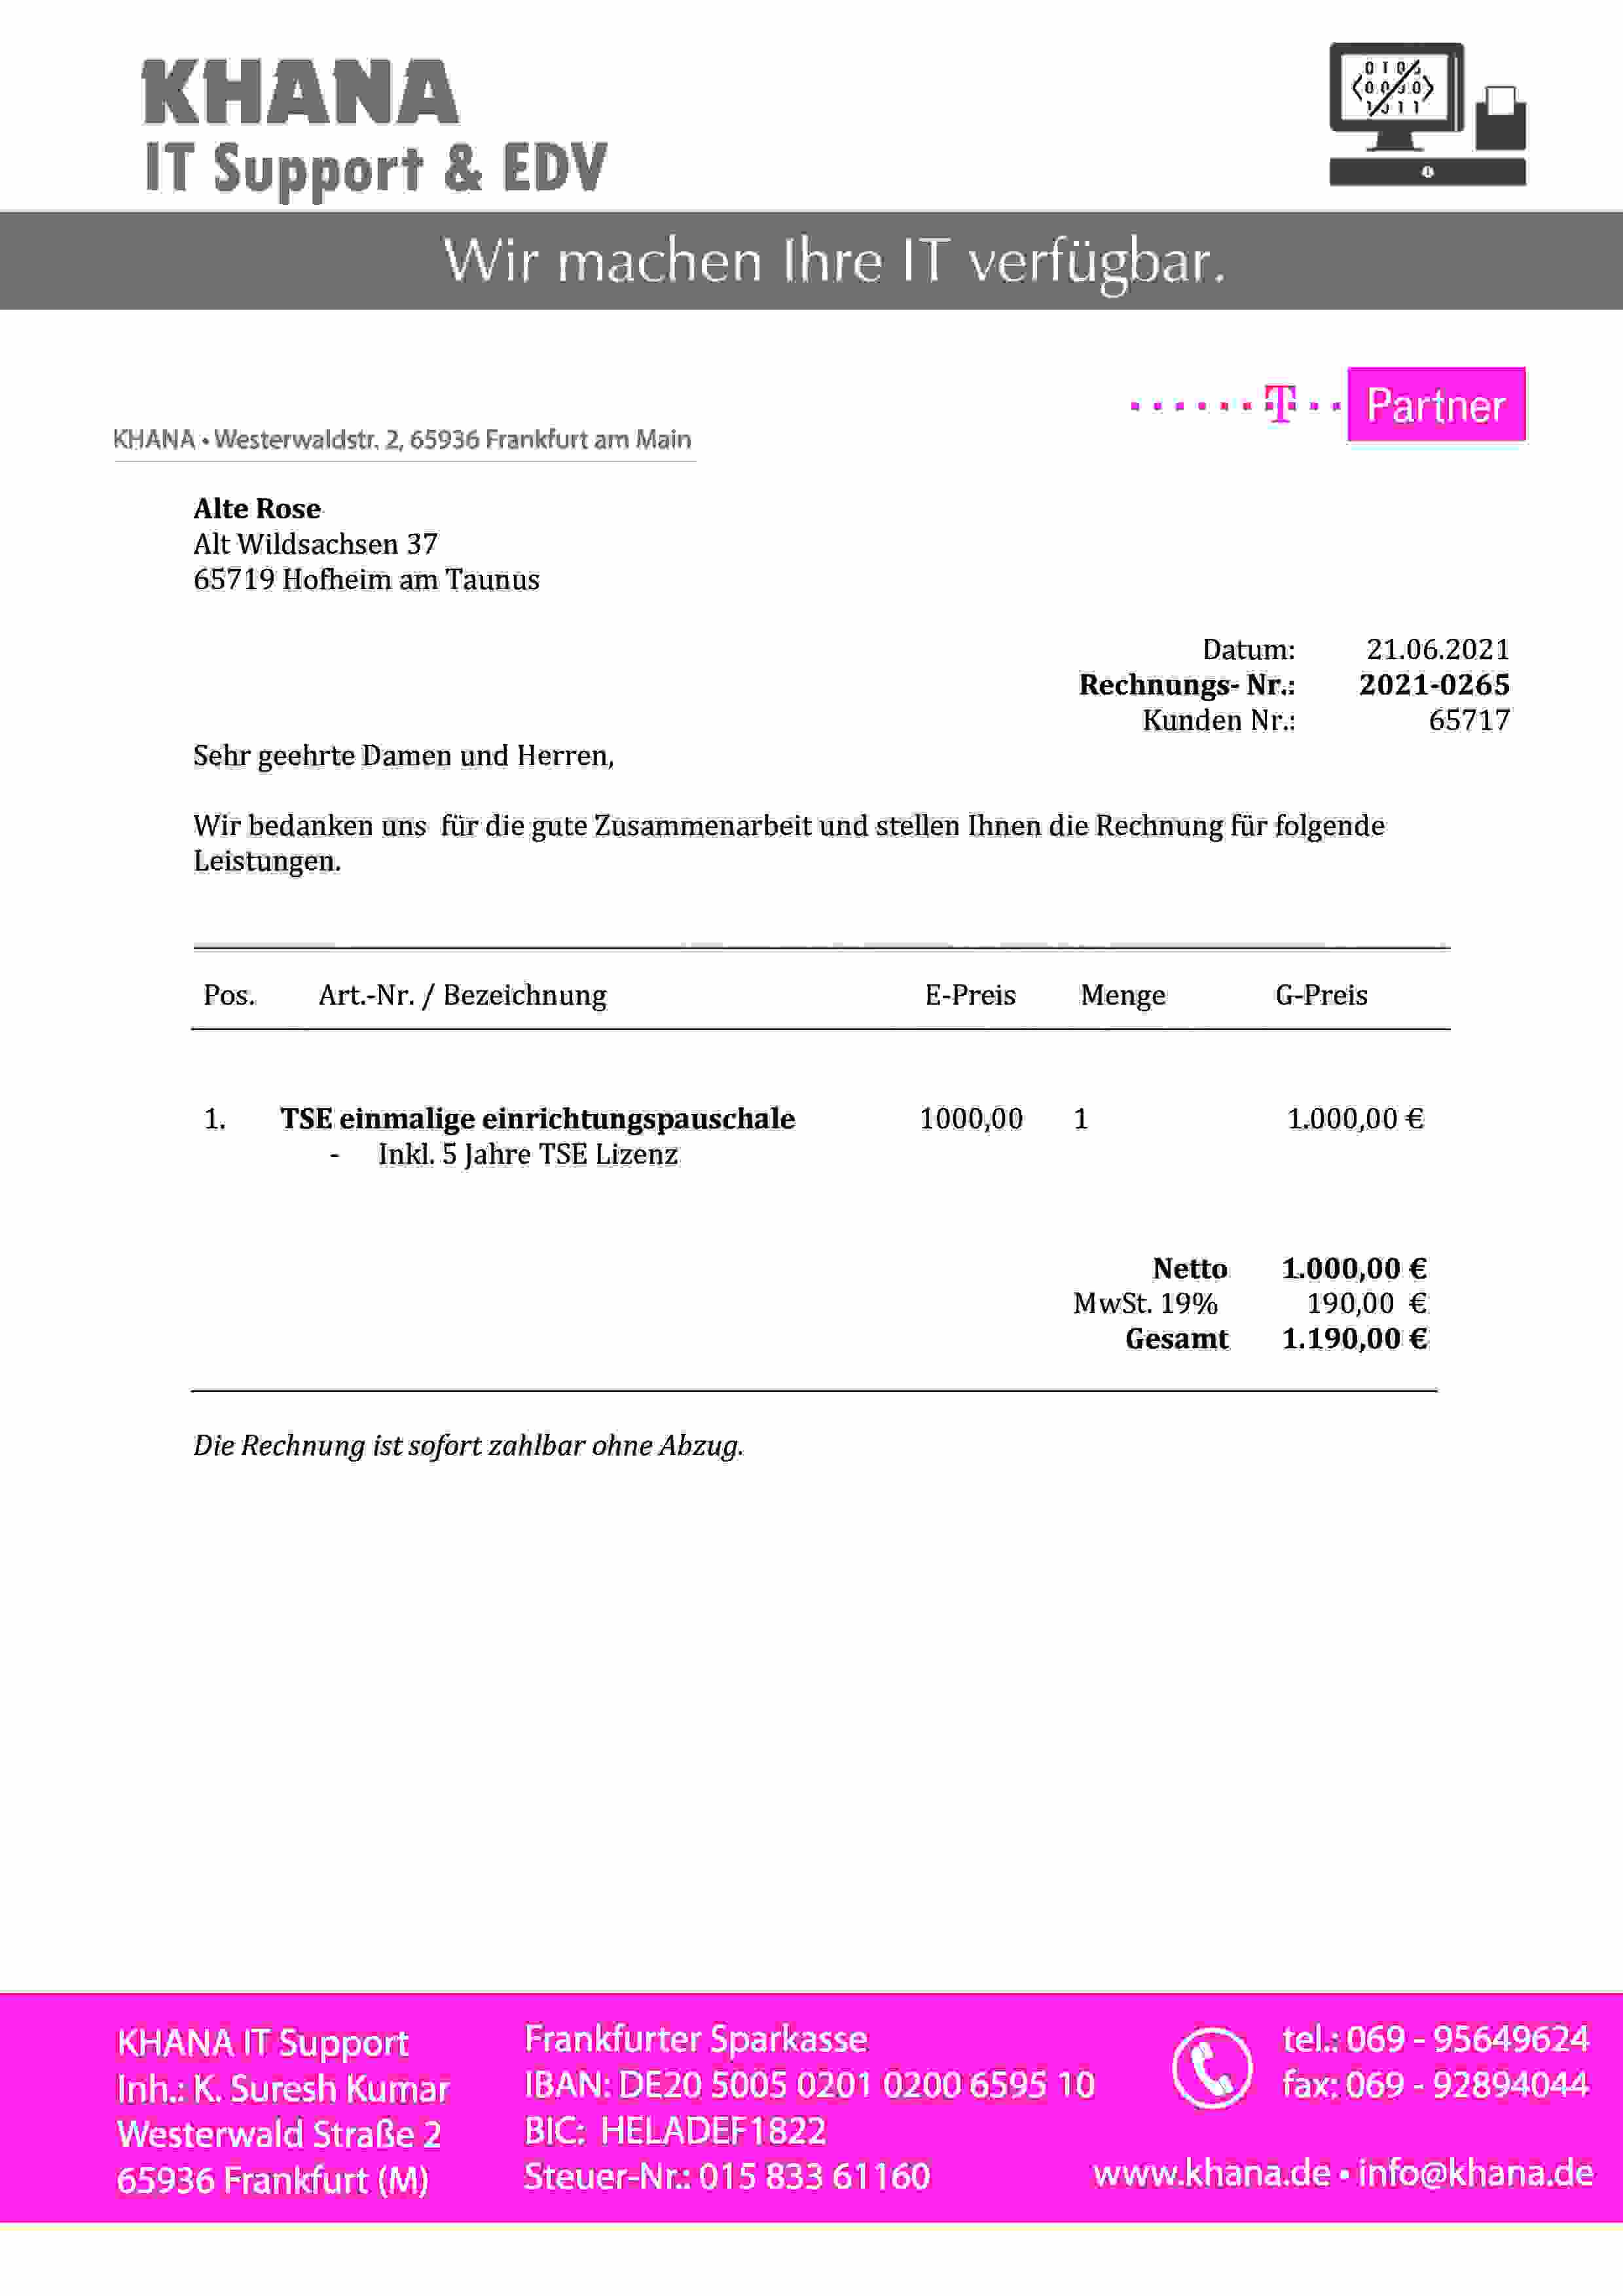 KHANA
IT Support & EDV
Wir machen Ihre IT verfügbar.
T Partner
KHANA • Westerwaldstr. 2, 65936 Frankfurt am Main
Alte Rose
Alt Wildsachsen 37
65719 Hofheim am Taunus
Datum: 21.06.2021
Rechnungs- Nr.: 2021-0265
Kunden Nr.: 65717
Sehr geehrte Damen und Herren,
Wir bedanken uns für die gute Zusammenarbeit und stellen Ihnen die Rechnung für folgende
Leistungen.
Pos. Art.-Nr. / Bezeichnung E-Preis Menge G-Preis
1. TSE einmalige einrichtungspauschale 1000,00 1 1.000,00 €
- Inkl. 5 Jahre TSE Lizenz
Netto 1.000,00 €
MwSt. 19% 190,00 €
Gesamt 1.190,00 €
Die Rechnung ist sofort zahlbar ohne Abzug.
KHANA IT Support
Inh.: K. Suresh Kumar
Westerwald Straße 2
65936 Frankfurt (M)
Frankfurter Sparkasse
IBAN: DE20 5005 0201 0200 6595 10
BIC: HELADEF1822
Steuer-Nr.: 015 833 61160
tel.: 069 - 95649624
fax: 069 - 92894044
www.khana.de • info@khana.de